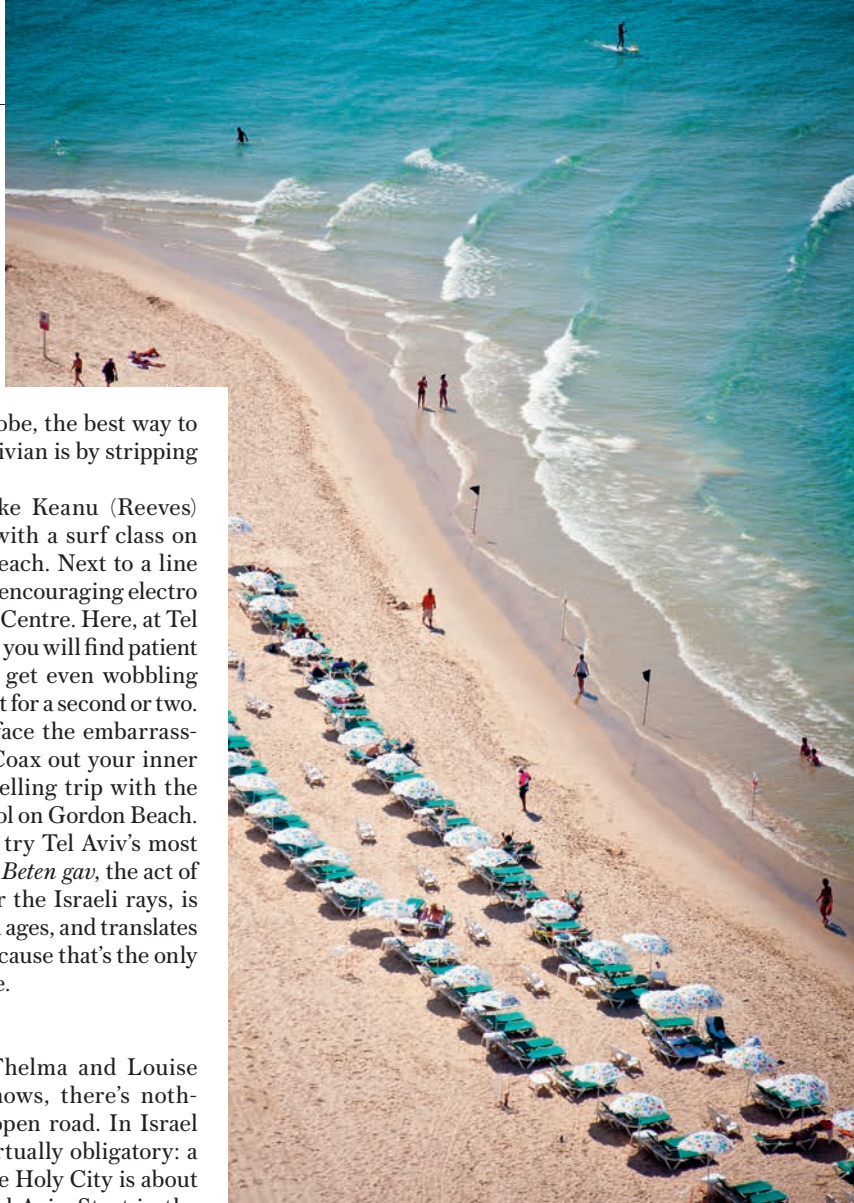 obe, the best way to
ivian is by stripping
ke Keanu (Reeves)
with a surf class on
each. Next to a line
encouraging electro
Centre. Here, at Tel
you will find patient
get even wobbling
t for a second or two.
face the embarrass-
Coax out your inner
elling trip with the
ol on Gordon Beach.
try Tel Aviv's most
Beten gav, the act of
r the Israeli rays, is
ages, and translates
cause that's the only
e.
Thelma and Louise
nows, there's noth-
open road. In Israel
rtually obligatory: a
e Holy City is about